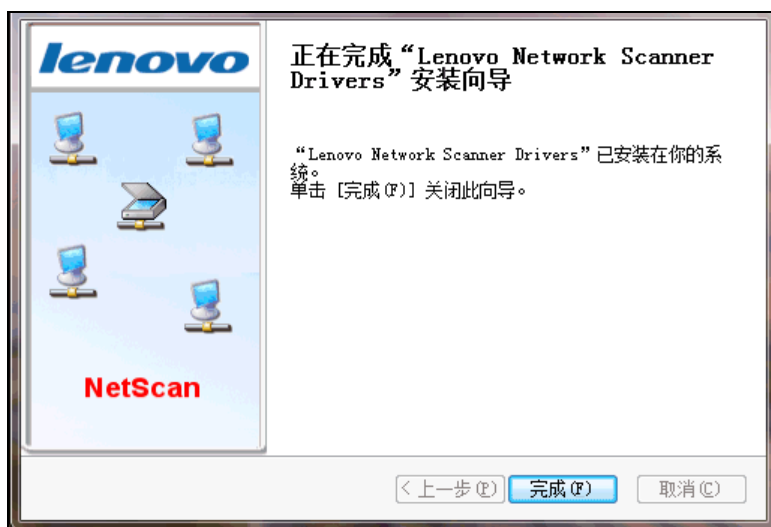 lenovo
正在完成“Lenovo Network Scanner
Drivers”安装向导
“Lenovo Network Scanner Drivers”已安装在你的系
统。
单击 [完成(F)] 关闭此向导。
NetScan
< 上一步(P)
完成(F)
取消(C)